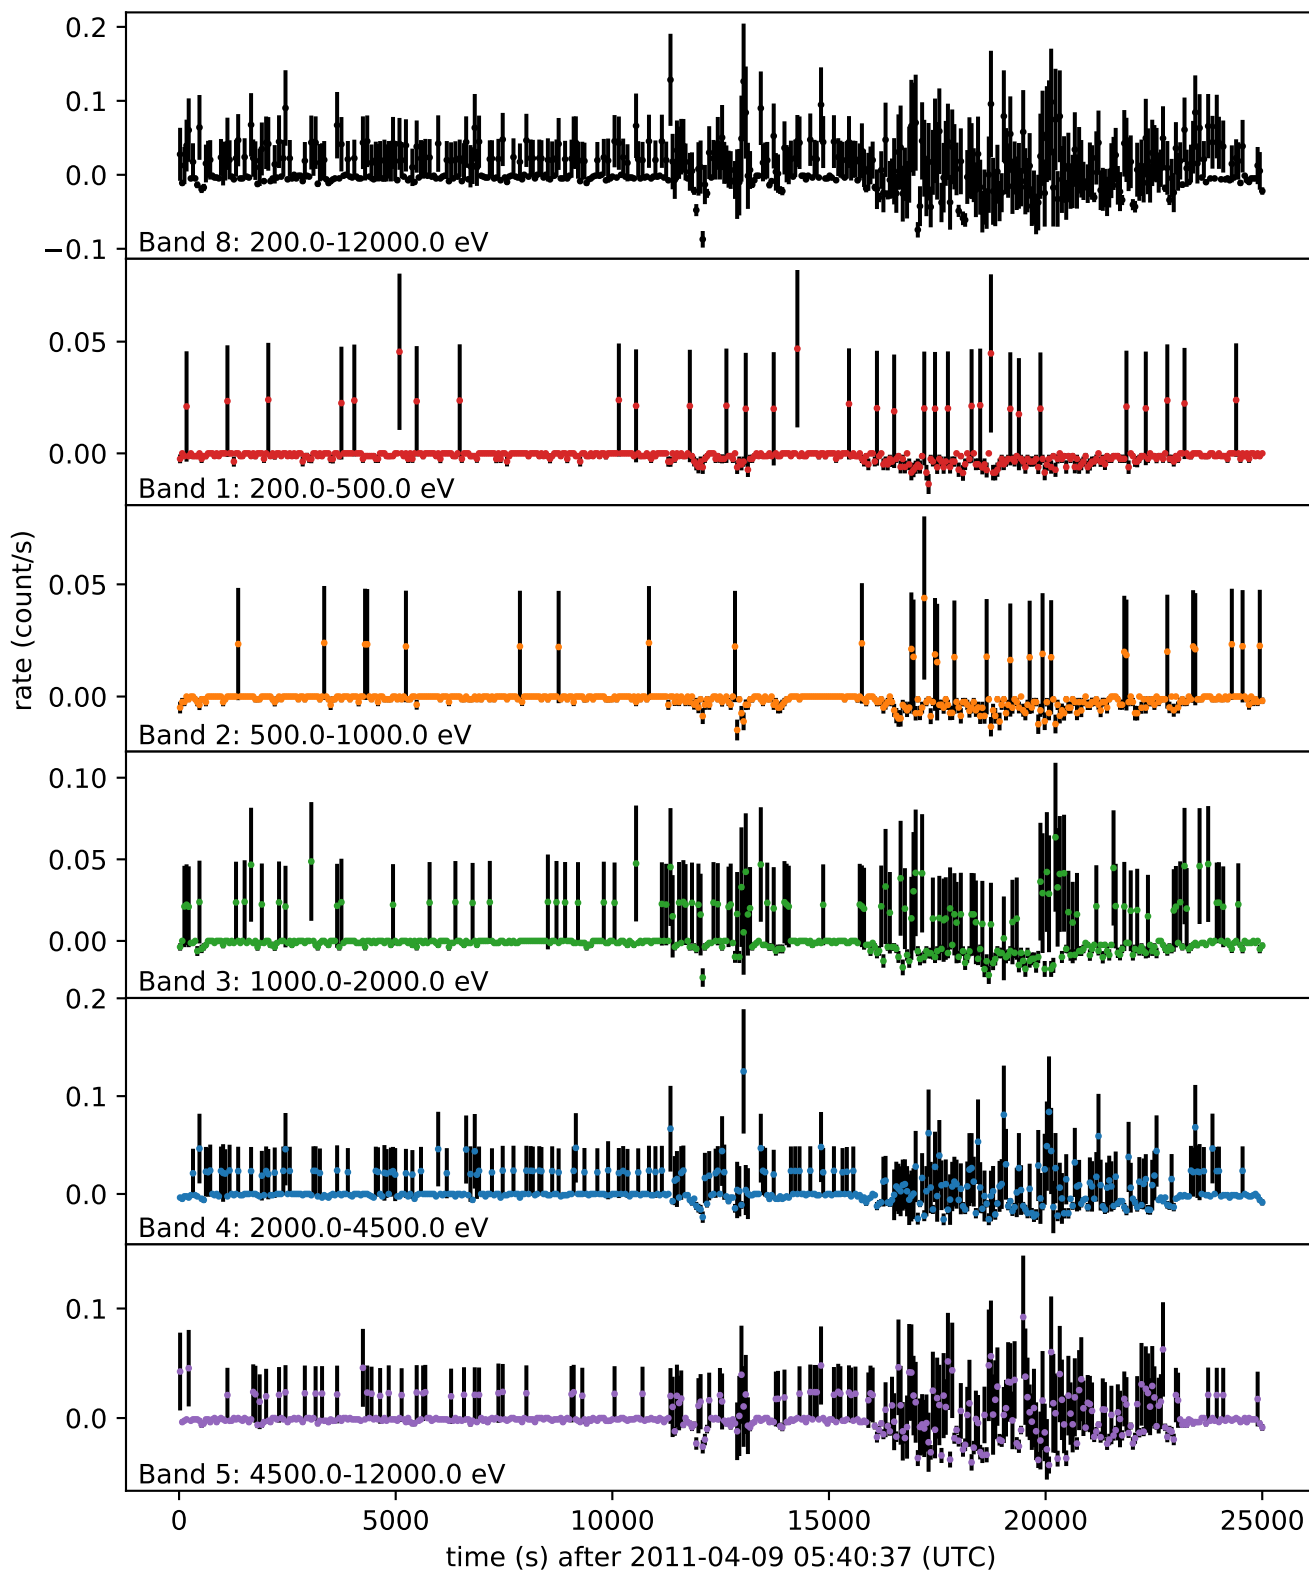 0.2
0.1
0.0
−0.1
Band 8: 200.0-12000.0 eV
0.05
0.00
Band 1: 200.0-500.0 eV
rate (count/s)
0.05
0.00
Band 2: 500.0-1000.0 eV
0.10
0.05
0.00
Band 3: 1000.0-2000.0 eV
0.2
0.1
0.0
Band 4: 2000.0-4500.0 eV
0.1
0.0
Band 5: 4500.0-12000.0 eV
0 5000 10000 15000 20000 25000
time (s) after 2011-04-09 05:40:37 (UTC)